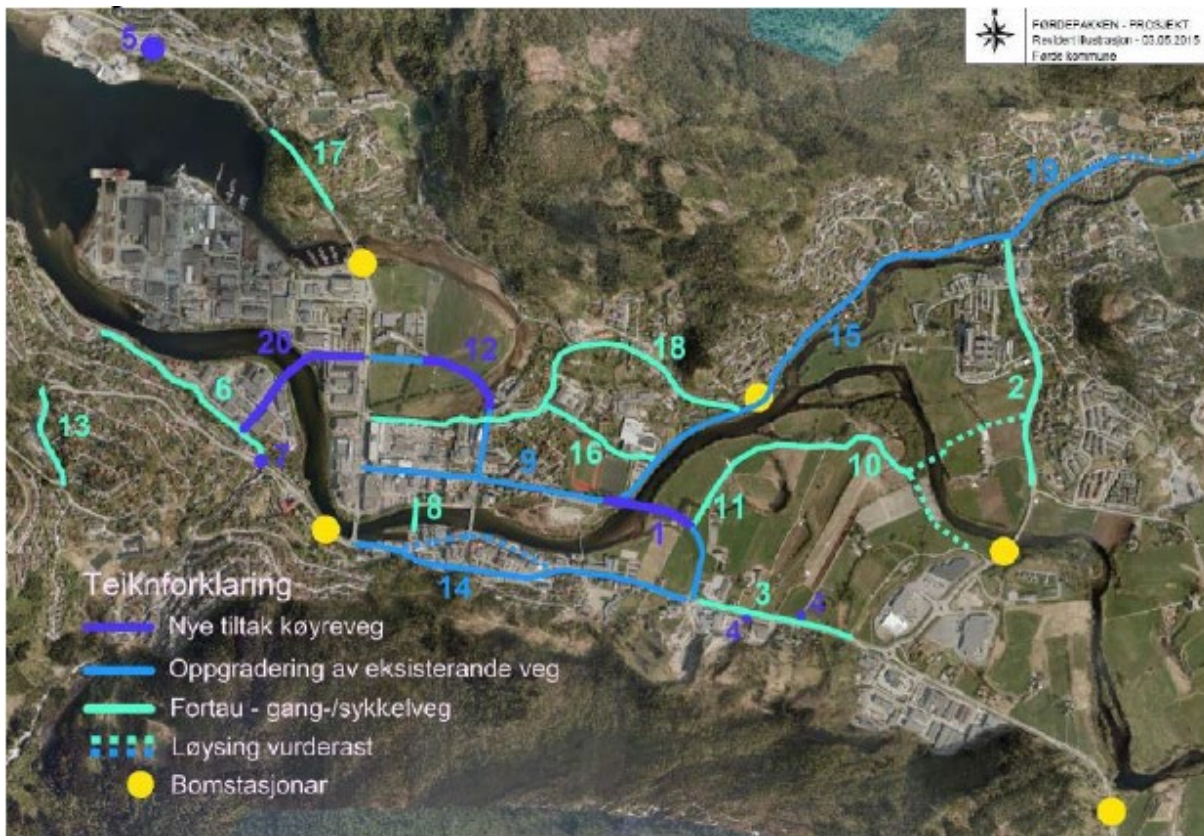 FØRDEPAKKEN - PROSJEKT
Revidert illustrasjon - 03.05.2015
Førde kommune
5
17
19
15
20
12
18
6
2
13
7
9
16
10
8
1
11
14
3
4
Teiknforklaring
Nye tiltak køyreveg
Oppgradering av eksisterande veg
Fortau - gang-/sykkelveg
Løysing vurderast
Bomstasjonar